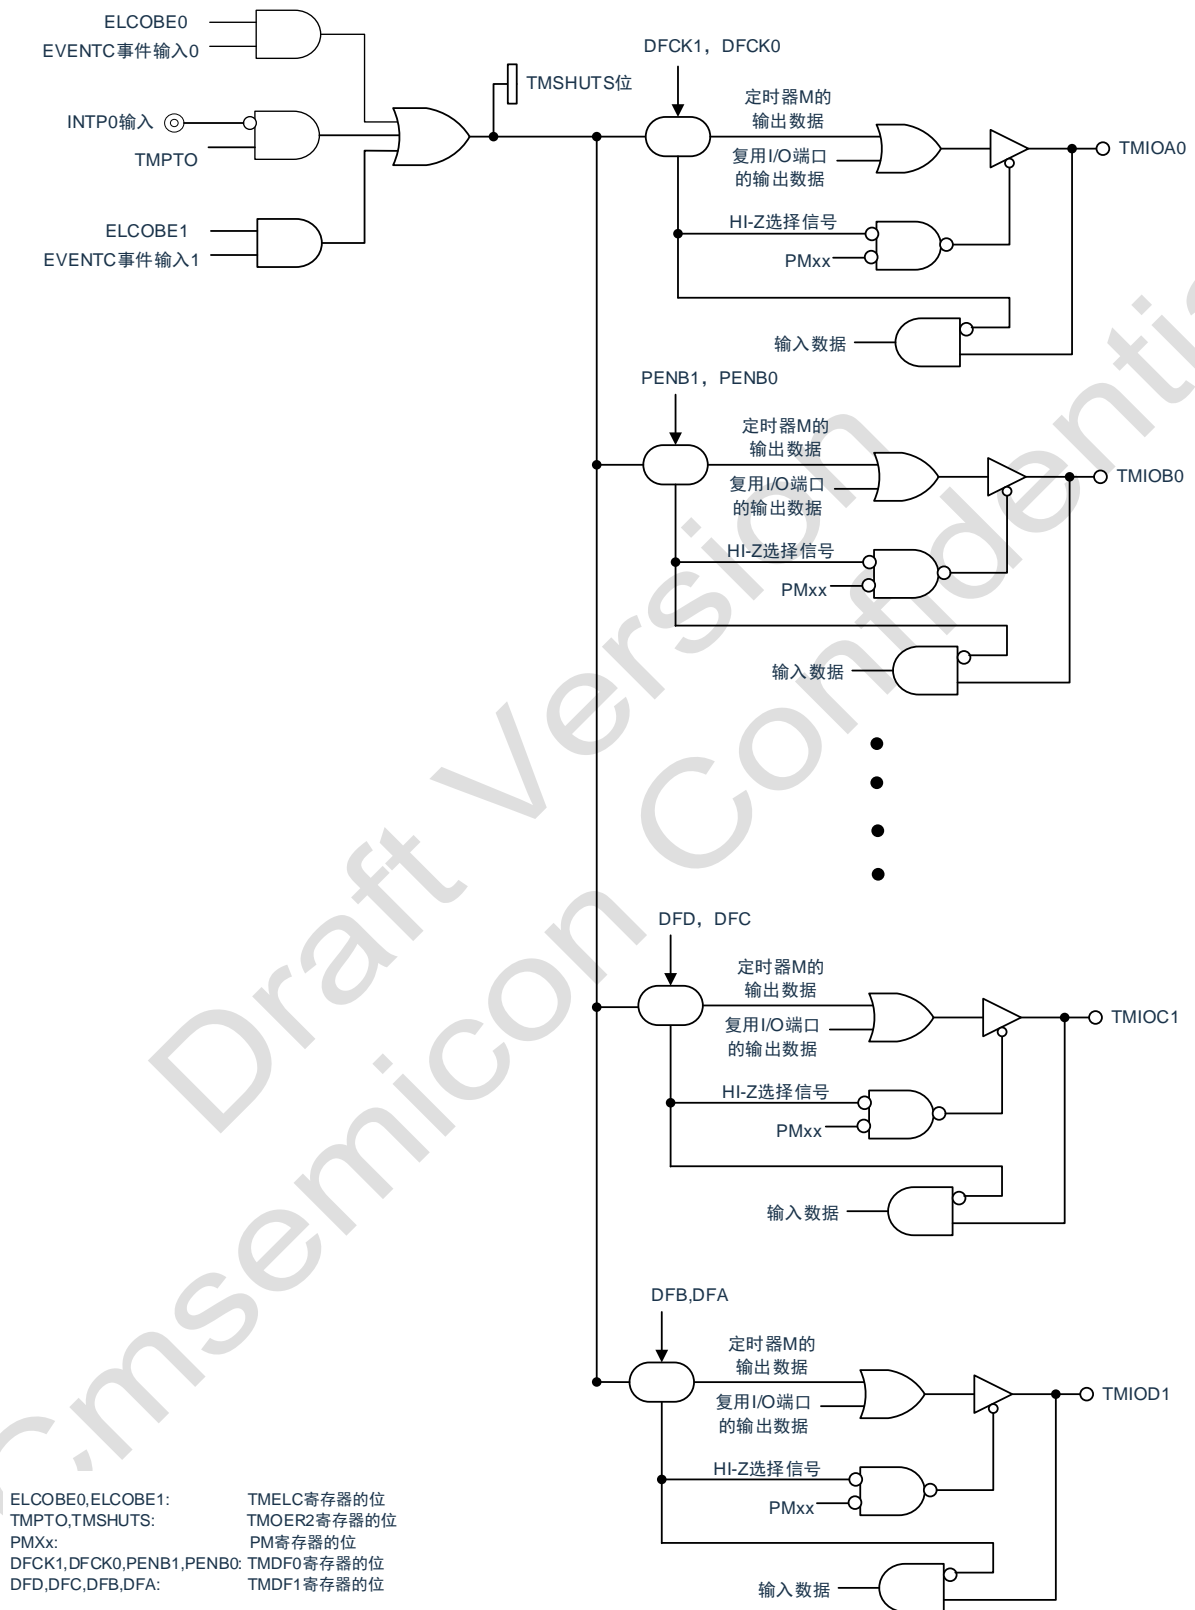 ELCOBE0
EVENTC事件输入0
INTP0输入
TMPTO
ELCOBE1
EVENTC事件输入1
TMSHUTS位
DFCK1，DFCK0
定时器M的
输出数据
复用I/O端口
的输出数据
TMIOA0
HI-Z选择信号
PMxx
输入数据
PENB1，PENB0
定时器M的
输出数据
复用I/O端口
的输出数据
TMIOB0
HI-Z选择信号
PMxx
输入数据
DFD，DFC
定时器M的
输出数据
复用I/O端口
的输出数据
TMIOC1
HI-Z选择信号
PMxx
输入数据
DFB,DFA
定时器M的
输出数据
复用I/O端口
的输出数据
TMIOD1
HI-Z选择信号
PMxx
输入数据
ELCOBE0,ELCOBE1: TMELC寄存器的位
TMPTO,TMSHUTS: TMOER2寄存器的位
PMXx: PM寄存器的位
DFCK1,DFCK0,PENB1,PENB0: TMDF0寄存器的位
DFD,DFC,DFB,DFA: TMDF1寄存器的位
Draft Version
Cmsemicon Confidenti